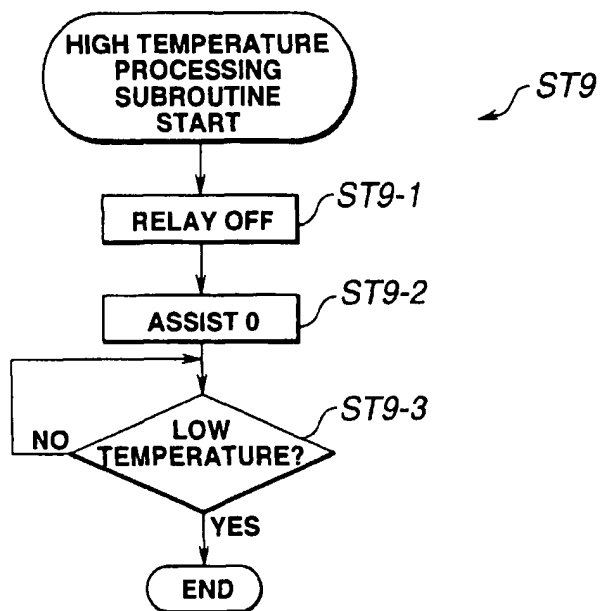 HIGH TEMPERATURE
PROCESSING
SUBROUTINE
START
ST9
RELAY OFF
ST9-1
ASSIST 0
ST9-2
LOW
TEMPERATURE?
ST9-3
NO
YES
END